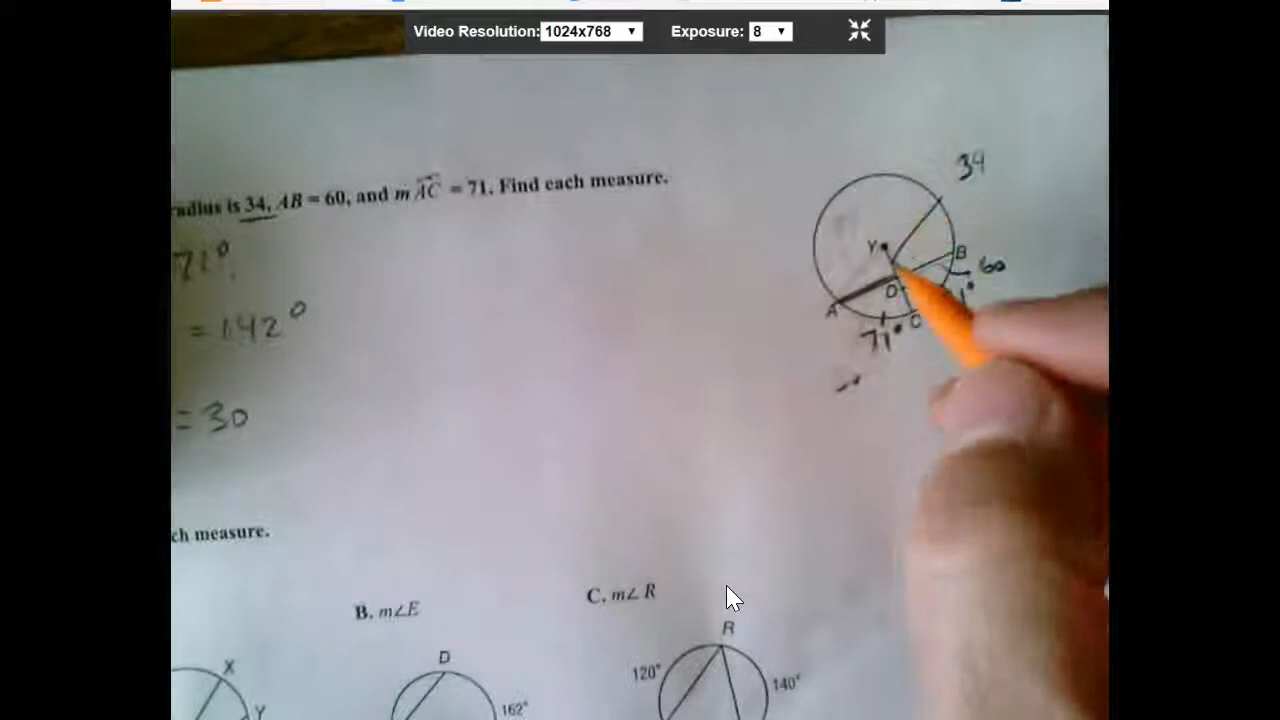 Video Resolution: 1024x768 Exposure: 8
34
radius is 34, AB = 60, and m AC = 71. Find each measure.
71°
Y
B
60
D
A
C
71°
= 142°
= 30
ch measure.
B. m∠E
C. m∠ R
R
X
D
120°
140°
Y
162°